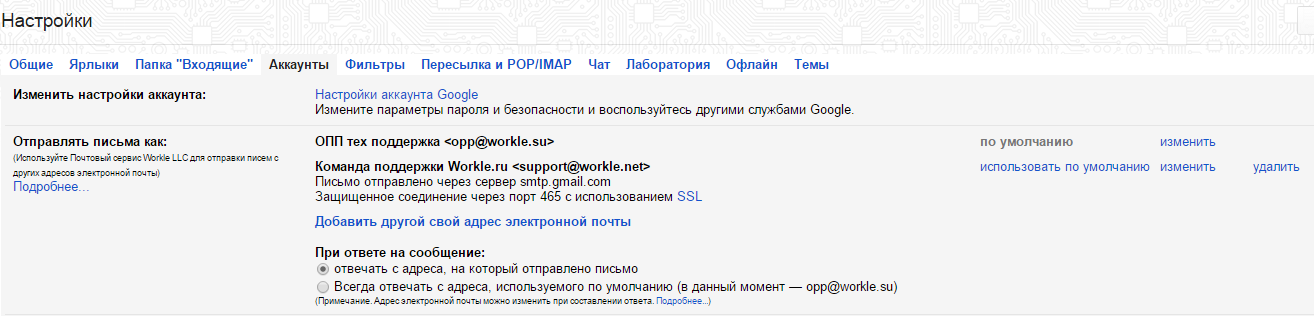 Настройки
Общие Ярлыки Папка "Входящие" Аккаунты Фильтры Пересылка и POP/IMAP Чат Лаборатория Офлайн Темы
Изменить настройки аккаунта: Настройки аккаунта Google
Измените параметры пароля и безопасности и воспользуйтесь другими службами Google.
Отправлять письма как: ОПП тех поддержка <opp@workle.su> по умолчанию изменить
(Используйте Почтовый сервис Workle LLC для отправки писем с
других адресов электронной почты)
Подробнее...
Команда поддержки Workle.ru <support@workle.net> использовать по умолчанию изменить удалить
Письмо отправлено через сервер smtp.gmail.com
Защищенное соединение через порт 465 с использованием SSL
Добавить другой свой адрес электронной почты
При ответе на сообщение:
отвечать с адреса, на который отправлено письмо
Всегда отвечать с адреса, используемого по умолчанию (в данный момент — opp@workle.su)
(Примечание. Адрес электронной почты можно изменить при составлении ответа. Подробнее...)